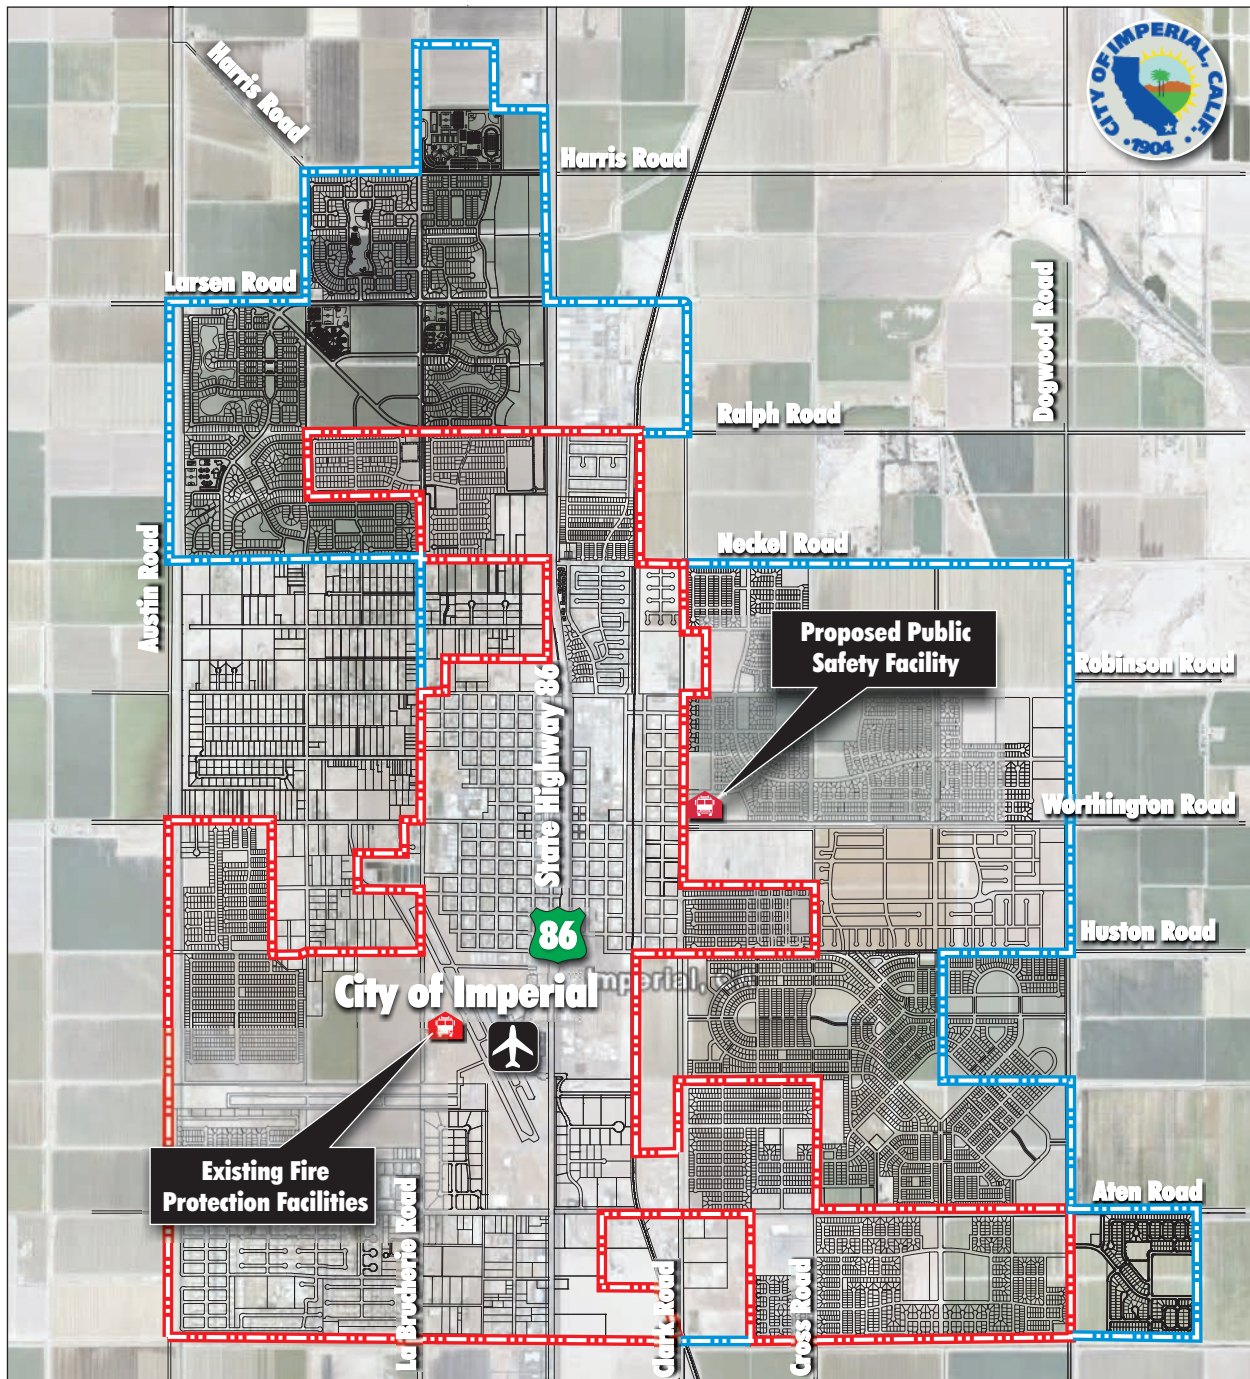 CITY OF IMPERIAL, CALIF.
1904
Harris Road
Harris Road
Larsen Road
Dogwood Road
Ralph Road
Neckel Road
Austin Road
Proposed Public
Safety Facility
Robinson Road
State Highway 86
Worthington Road
86
Huston Road
City of Imperial
Imperial, CA
Existing Fire
Protection Facilities
La Brucherie Road
Aten Road
Clark Road
Cross Road